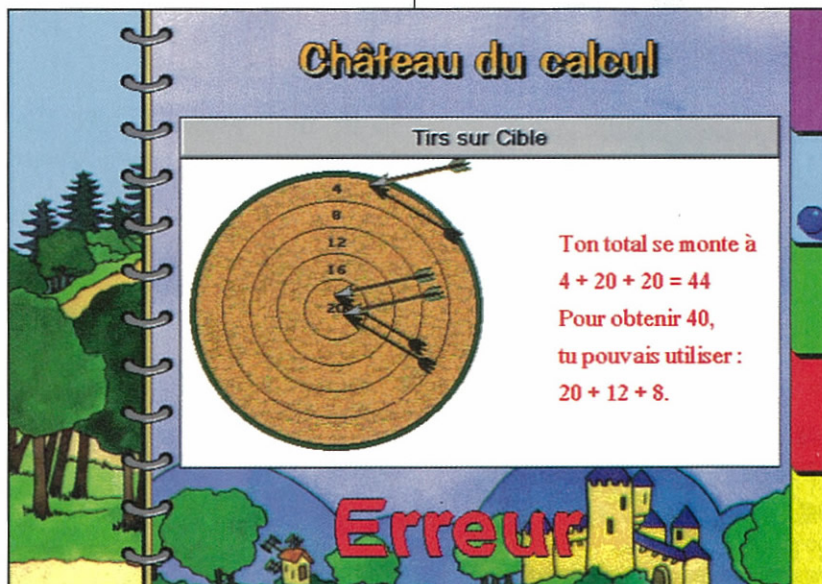 Château du calcul
Tirs sur Cible
4
8
12
16
20
Ton total se monte à
4 + 20 + 20 = 44
Pour obtenir 40,
tu pouvais utiliser :
20 + 12 + 8.
Erreur